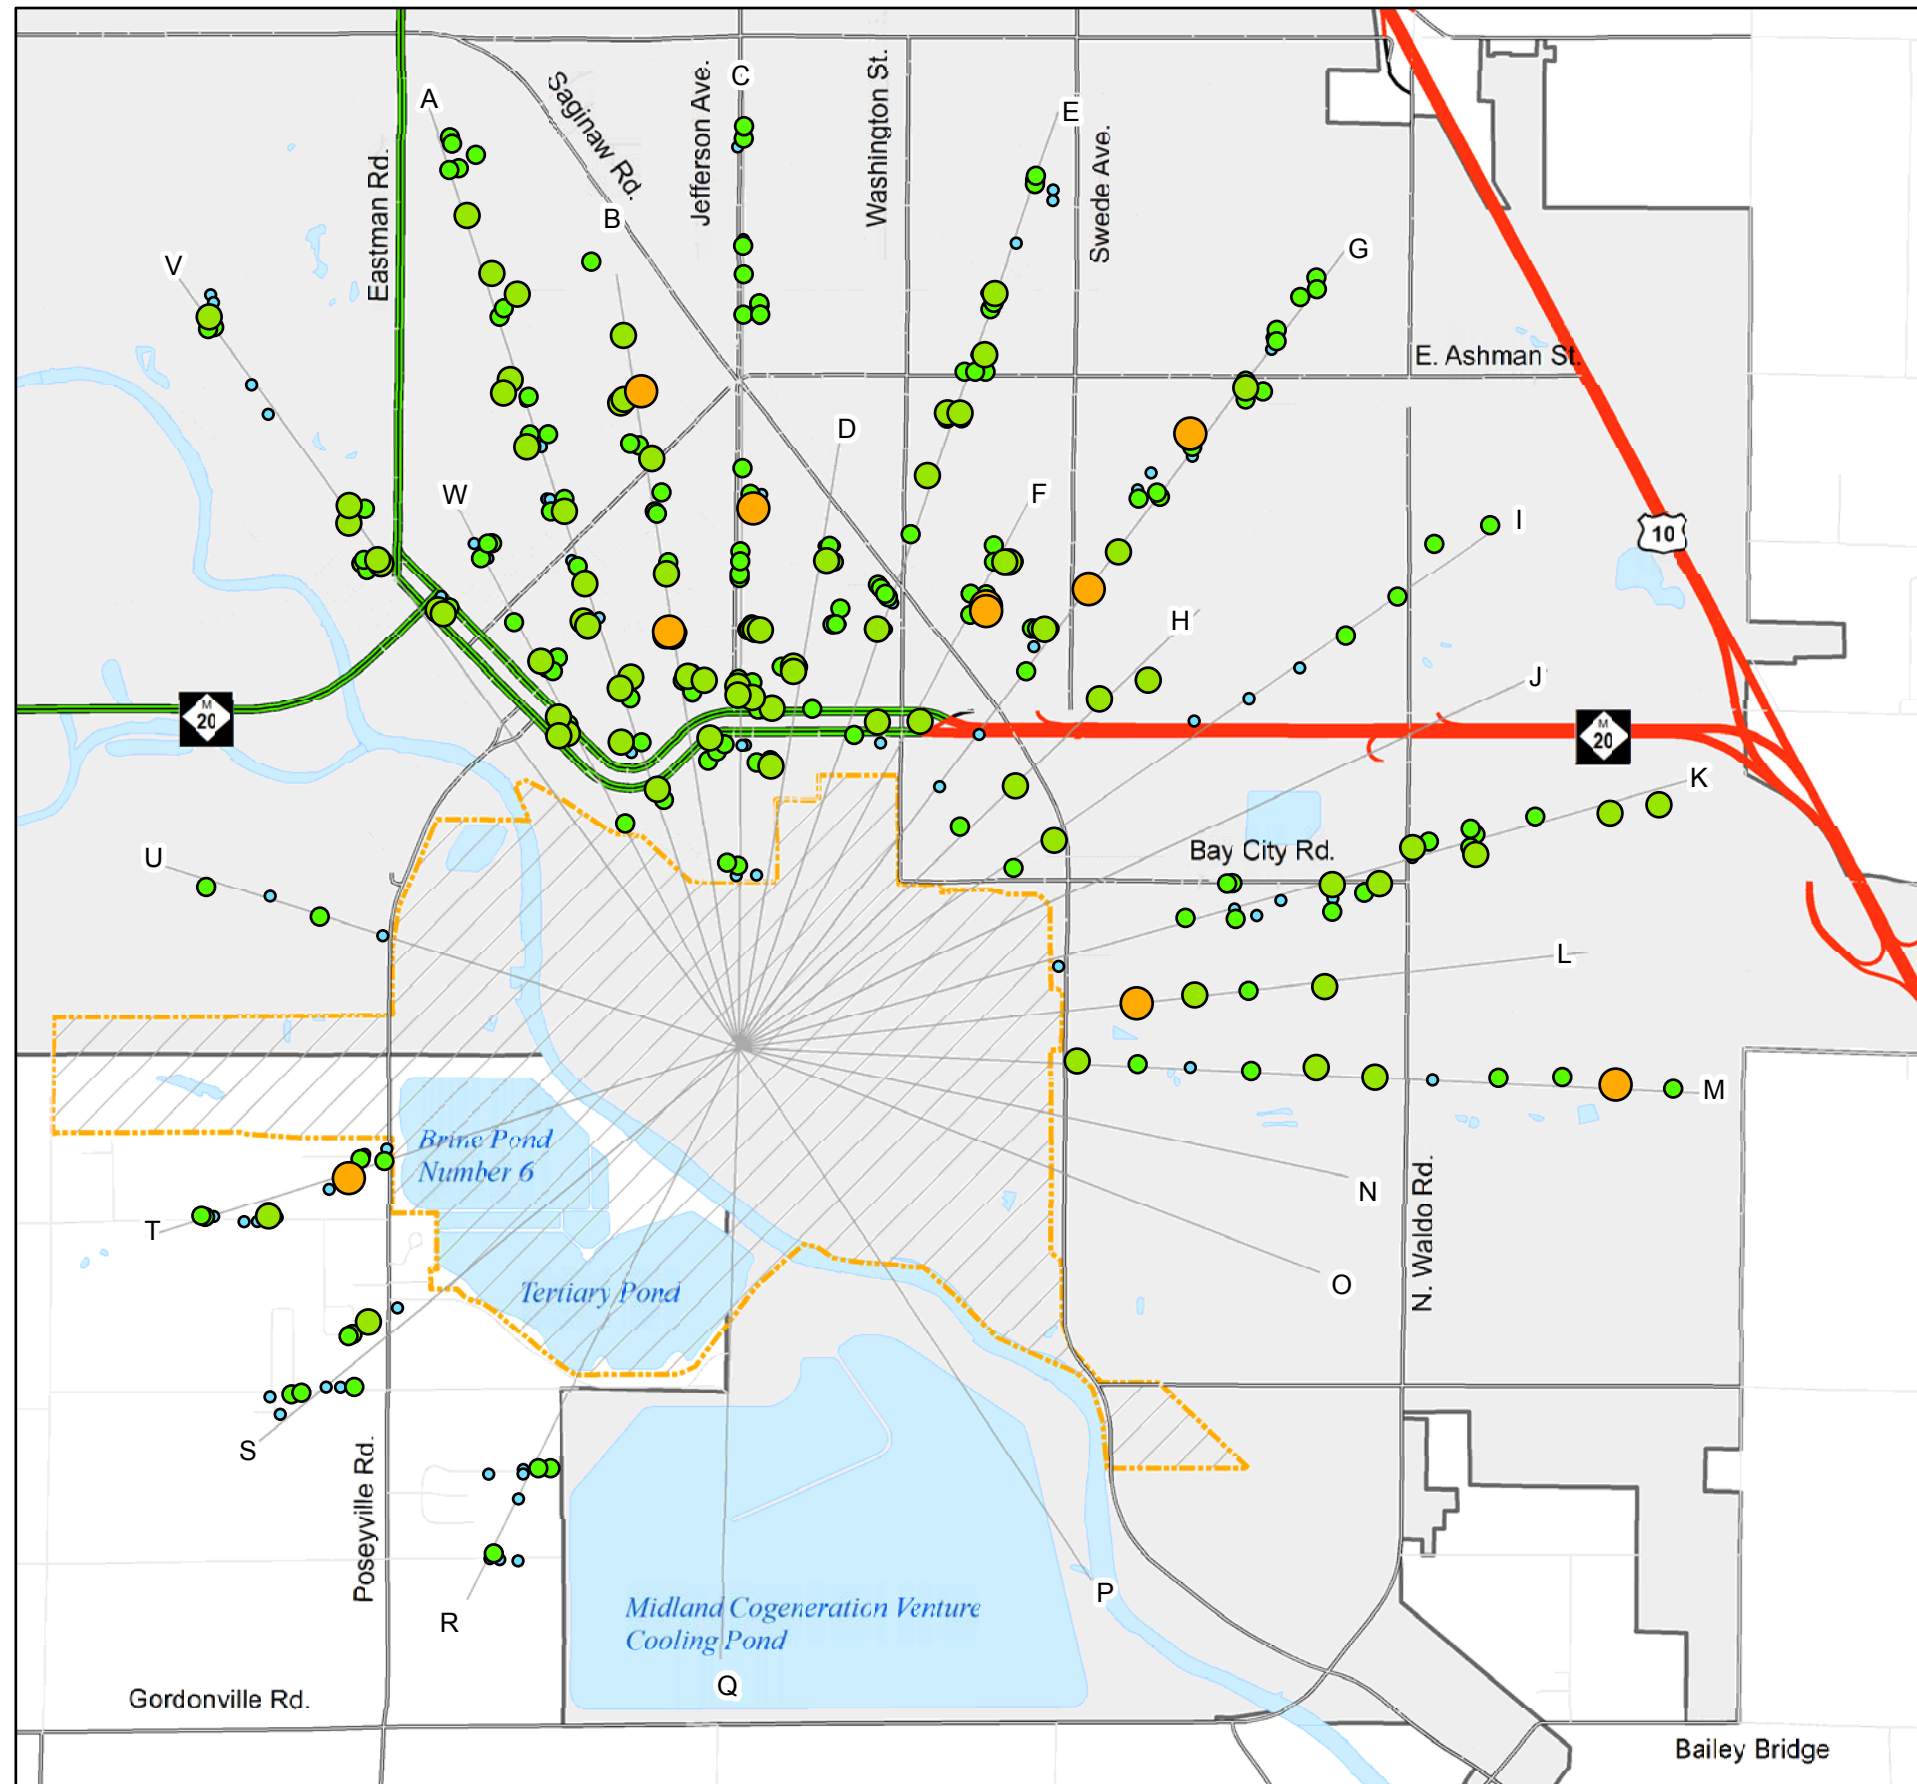 C
A
Saginaw Rd.
Jefferson Ave.
Washington St.
E
Swede Ave.
Eastman Rd.
B
G
V
E. Ashman St.
D
W
F
I
10
H
J
M
20
M
20
K
U
Bay City Rd.
L
M
Brine Pond
Number 6
N
T
N. Waldo Rd.
Tertiary Pond
O
S
Poseyville Rd.
R
P
Midland Cogeneration Venture
Cooling Pond
Q
Gordonville Rd.
Bailey Bridge